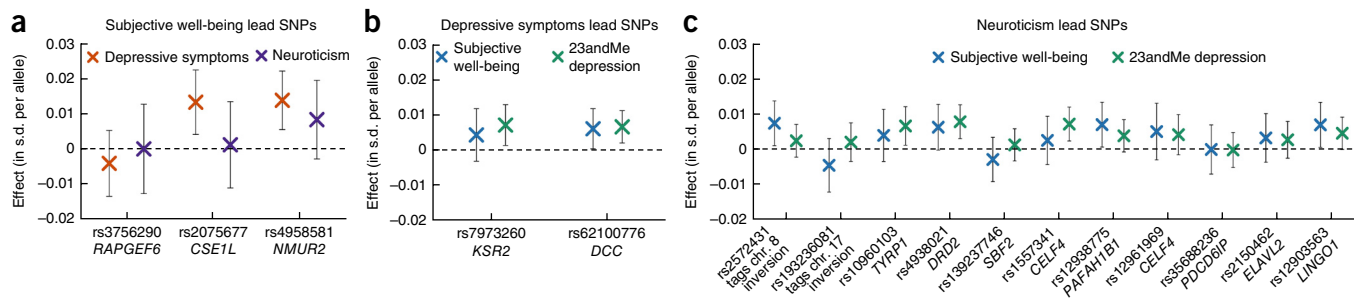 a
Subjective well-being lead SNPs
Effect (in s.d. per allele)
0.03
0.02
0.01
0
−0.01
−0.02
Depressive symptoms
Neuroticism
rs3756290
RAPGEF6
rs2075677
CSE1L
rs4958581
NMUR2
b
Depressive symptoms lead SNPs
Effect (in s.d. per allele)
0.03
0.02
0.01
0
−0.01
−0.02
Subjective
well-being
23andMe
depression
rs7973260
KSR2
rs62100776
DCC
c
Neuroticism lead SNPs
Effect (in s.d. per allele)
0.03
0.02
0.01
0
−0.01
−0.02
Subjective well-being
23andMe depression
rs2572431
tags chr. 8
inversion
rs193236081
tags chr. 17
inversion
rs10960103
TYRP1
rs4938021
DRD2
rs139237746
SBF2
rs1557341
CELF4
rs12938775
PAFAH1B1
rs12961969
CELF4
rs35688236
PDCD6IP
rs2150462
ELAVL2
rs12903563
LINGO1